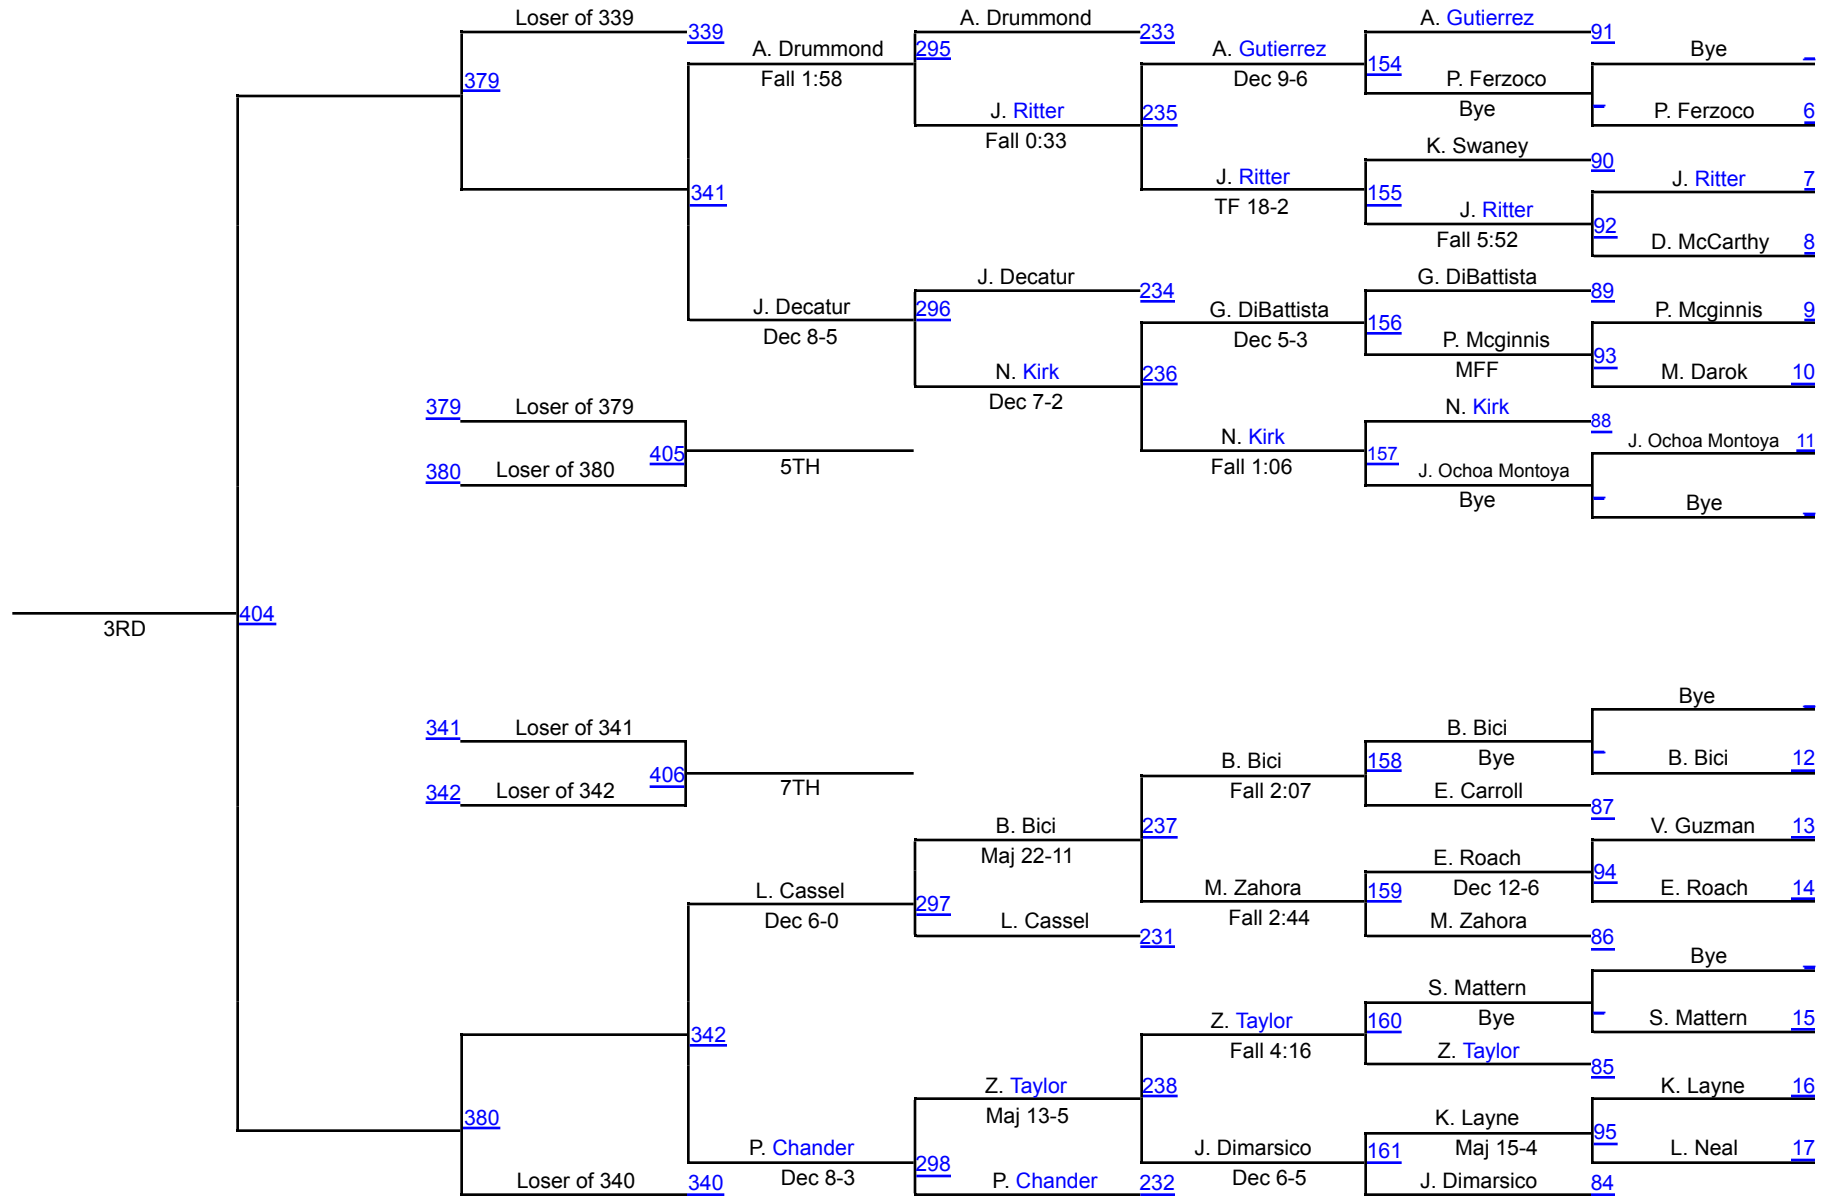 Loser of 339
339
379
A. Drummond
Fall 1:58
341
J. Decatur
Dec 8-5
A. Drummond
233
295
J. Ritter
Fall 0:33
235
A. Gutierrez
Dec 9-6
J. Ritter
TF 18-2
A. Gutierrez
91
154
P. Ferzoco
Bye
K. Swaney
90
155
J. Ritter
Fall 5:52
Bye
P. Ferzoco
6
J. Ritter
7
92
D. McCarthy
8
J. Decatur
234
296
N. Kirk
Dec 7-2
236
G. DiBattista
Dec 5-3
N. Kirk
Fall 1:06
G. DiBattista
89
156
P. Mcginnis
MFF
N. Kirk
88
157
J. Ochoa Montoya
Bye
P. Mcginnis
9
93
M. Darok
10
J. Ochoa Montoya
11
Bye
379
Loser of 379
405
380
Loser of 380
5TH
404
3RD
341
Loser of 341
406
342
Loser of 342
7TH
L. Cassel
Dec 6-0
342
P. Chander
Dec 8-3
380
Loser of 340
340
B. Bici
Maj 22-11
297
L. Cassel
231
Z. Taylor
Maj 13-5
298
P. Chander
232
B. Bici
Fall 2:07
237
M. Zahora
Fall 2:44
Z. Taylor
Fall 4:16
238
J. Dimarsico
Dec 6-5
B. Bici
Bye
158
E. Carroll
87
E. Roach
Dec 12-6
159
M. Zahora
86
S. Mattern
Bye
160
Z. Taylor
85
K. Layne
Maj 15-4
161
J. Dimarsico
84
Bye
B. Bici
12
V. Guzman
13
94
E. Roach
14
Bye
S. Mattern
15
K. Layne
16
95
L. Neal
17